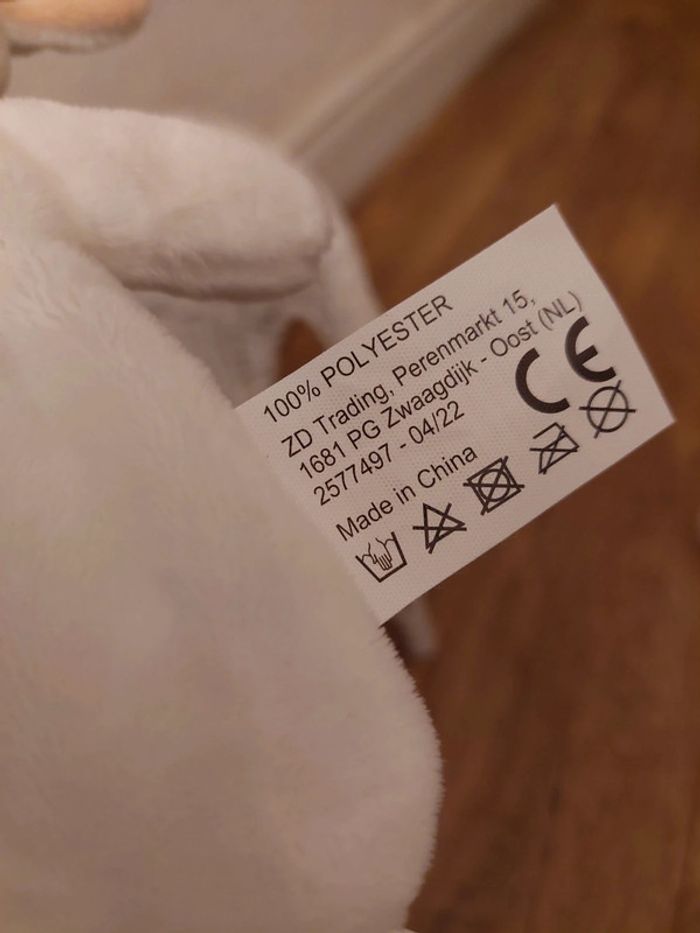 100% POLYESTER
ZD Trading, Perenmarkt 15,
1681 PG Zwaagdijk - Oost (NL)
2577497 - 04/22
CE
Made in China